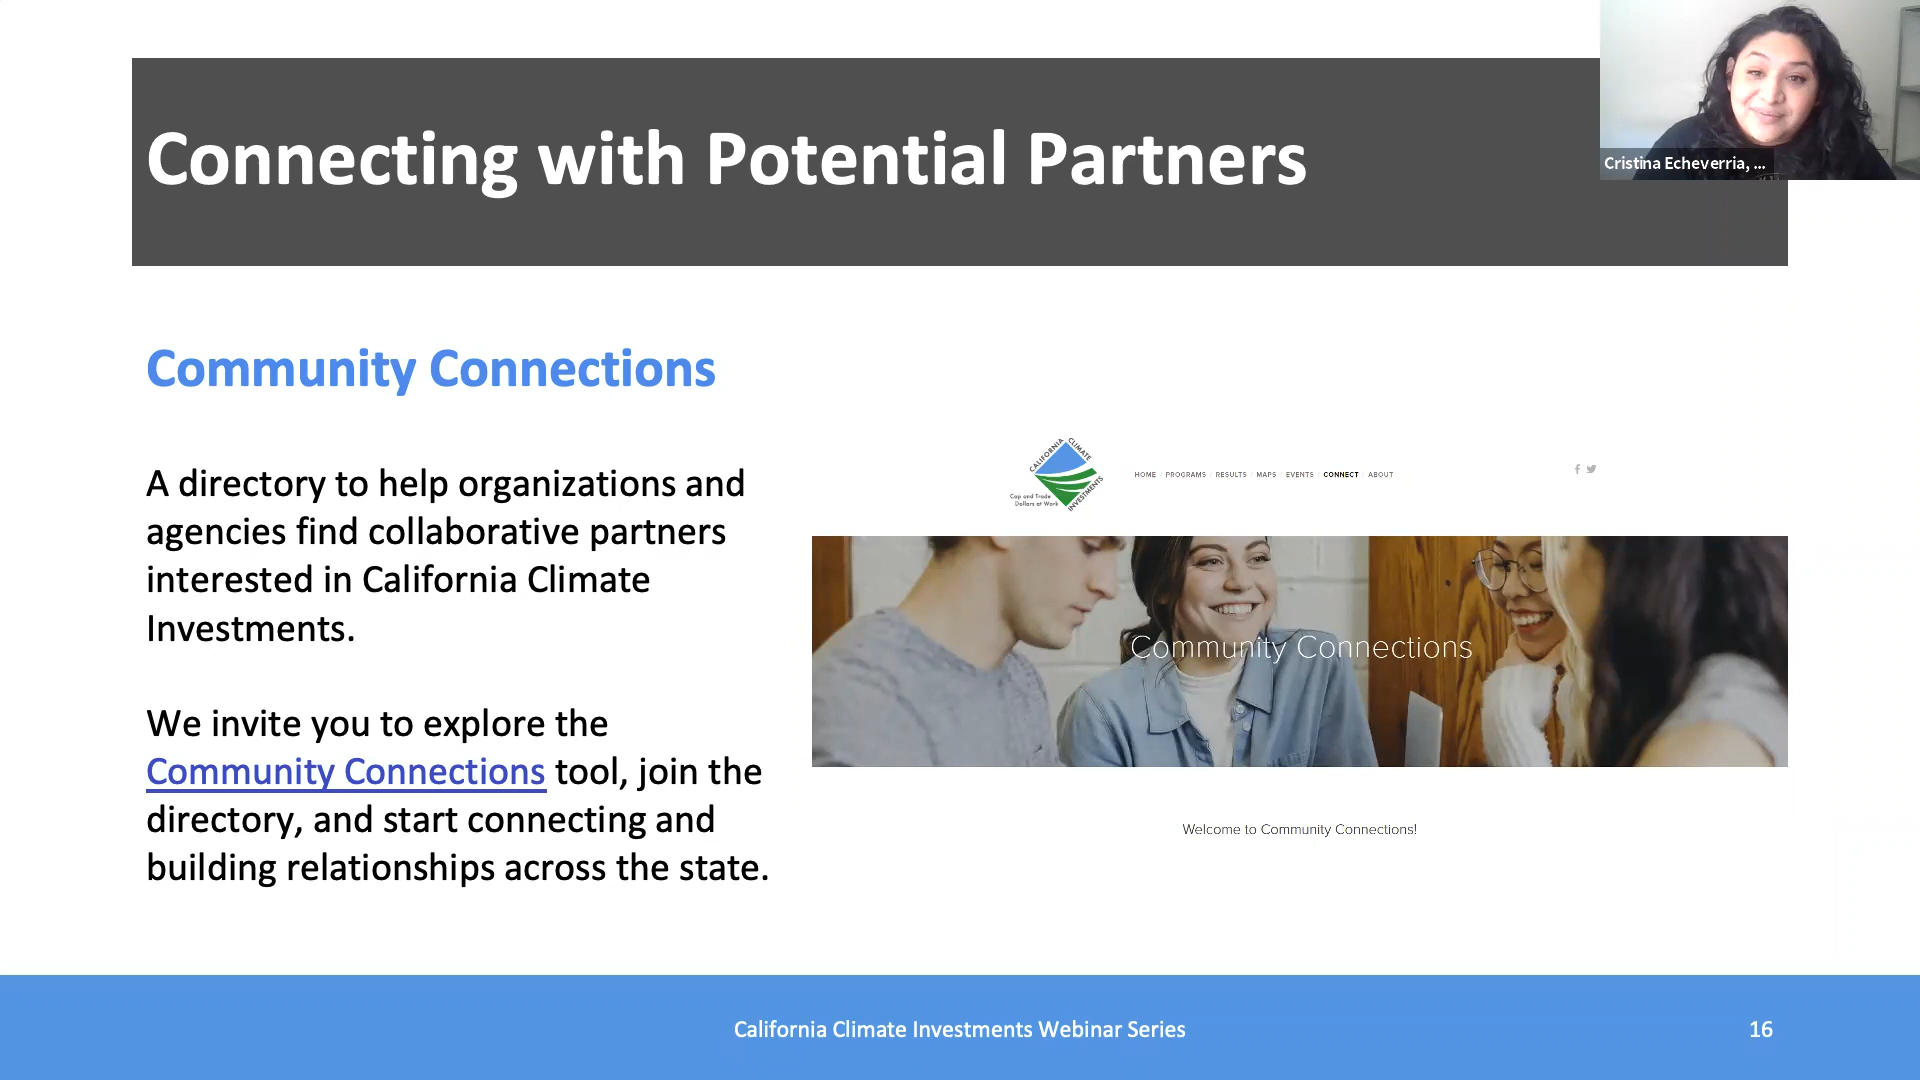 Connecting with Potential Partners
Cristina Echeverria, ...
Community Connections
A directory to help organizations and
agencies find collaborative partners
interested in California Climate
Investments.
We invite you to explore the
Community Connections tool, join the
directory, and start connecting and
building relationships across the state.
CALIFORNIA CLIMATE INVESTMENTS
Cap and Trade
Dollars at Work
HOME / PROGRAMS / RESULTS / MAPS / EVENTS / CONNECT / ABOUT
Community Connections
Welcome to Community Connections!
California Climate Investments Webinar Series
16